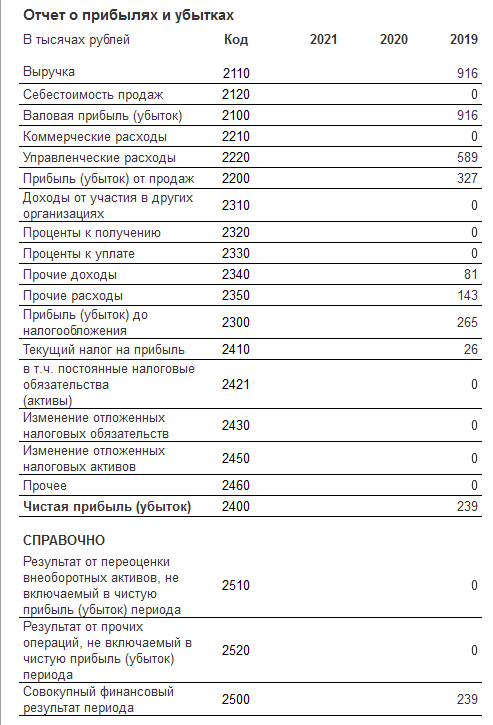 Отчет о прибылях и убытках
В тысячах рублей Код 2021 2020 2019
Выручка 2110 916
Себестоимость продаж 2120 0
Валовая прибыль (убыток) 2100 916
Коммерческие расходы 2210 0
Управленческие расходы 2220 589
Прибыль (убыток) от продаж 2200 327
Доходы от участия в других
организациях 2310 0
Проценты к получению 2320 0
Проценты к уплате 2330 0
Прочие доходы 2340 81
Прочие расходы 2350 143
Прибыль (убыток) до
налогообложения 2300 265
Текущий налог на прибыль 2410 26
в т.ч. постоянные налоговые
обязательства 2421 0
(активы)
Изменение отложенных
налоговых обязательств 2430 0
Изменение отложенных
налоговых активов 2450 0
Прочее 2460 0
Чистая прибыль (убыток) 2400 239
СПРАВОЧНО
Результат от переоценки
внеоборотных активов, не 2510 0
включаемый в чистую
прибыль (убыток) периода
Результат от прочих
операций, не включаемый в 2520 0
чистую прибыль (убыток)
периода
Совокупный финансовый
результат периода 2500 239